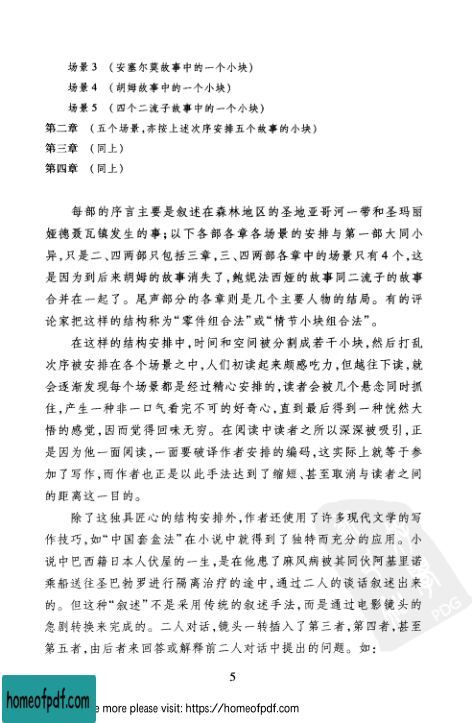 场景3 (安塞尔莫故事中的一个小块)
场景4 (胡姆故事中的一个小块)
场景5 (四个二流子故事中的一个小块)
第二章 (五个场景,亦按上述次序安排五个故事的小块)
第三章 (同上)
第四章 (同上)
每部的序言主要是叙述在森林地区的圣地亚哥河一带和圣玛丽
娅德聂瓦镇发生的事;以下各部各章各场景的安排与第一部大同小
异,只是二、四两部只包括三章,三、四两部各章中的场景只有4个,这
是因为到后来胡姆的故事消失了,鲍妮法西娅的故事同二流子的故事
合并在一起了。尾声部分的各章则是几个主要人物的结局。有的评
论家把这样的结构称为“零件组合法”或“情节小块组合法”。
在这样的结构安排中,时间和空间被分割成若干小块,然后打乱
次序被安排在各个场景之中,人们初读起来颇感吃力,但越往下读,就
会逐渐发现每个场景都是经过精心安排的,读者会被几个悬念同时抓
住,产生一种非一口气看完不可的好奇心,直到最后得到一种恍然大
悟的感觉,因而觉得回味无穷。在阅读中读者之所以深深被吸引,正
是因为他一面阅读,一面要破译作者安排的编码,这实际上就等于参
加了写作,而作者也正是以此手法达到了缩短、甚至取消与读者之间
的距离这一目的。
除了这独具匠心的结构安排外,作者还使用了许多现代文学的写
作技巧,如“中国套盒法”在小说中就得到了独特而充分的应用。小
说中巴西籍日本人伏屋的一生,是在他患了麻风病被其同伙阿基里诺
乘船送往圣巴勃罗进行隔离治疗的途中,通过二人的谈话叙述出来
的。但这种“叙述”不是采用传统的叙述手法,而是通过电影镜头的
急剧转换来完成的。二人对话,镜头一转插入了第三者,第四者,甚至
第五者,由后者来回答或解释前二人对话中提出的问题。如:
PDG
5
homeofpdf.com
e more please visit: https://homeofpdf.com